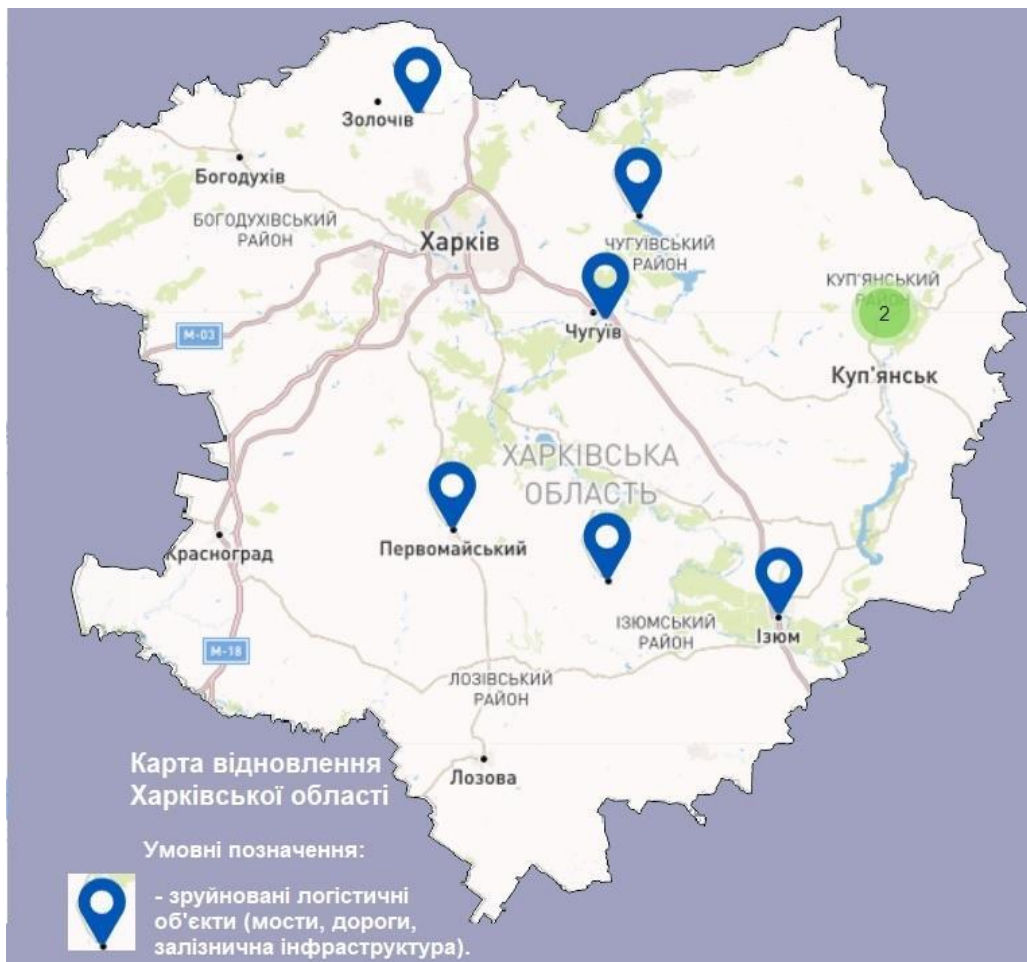 Золочів
Богодухів
БОГОДУХІВСЬКИЙ
РАЙОН
Харків
ЧУГУЇВСЬКИЙ
РАЙОН
КУП'ЯНСЬКИЙ
РАЙОН
2
М-03
Чугуїв
Куп'янськ
ХАРКІВСЬКА
ОБЛАСТЬ
Первомайський
Красноград
ІЗЮМСЬКИЙ
РАЙОН
Ізюм
М-18
ЛОЗІВСЬКИЙ
РАЙОН
Лозова
Карта відновлення
Харківської області
Умовні позначення:
- зруйновані логістичні
об'єкти (мости, дороги,
залізнична інфраструктура).